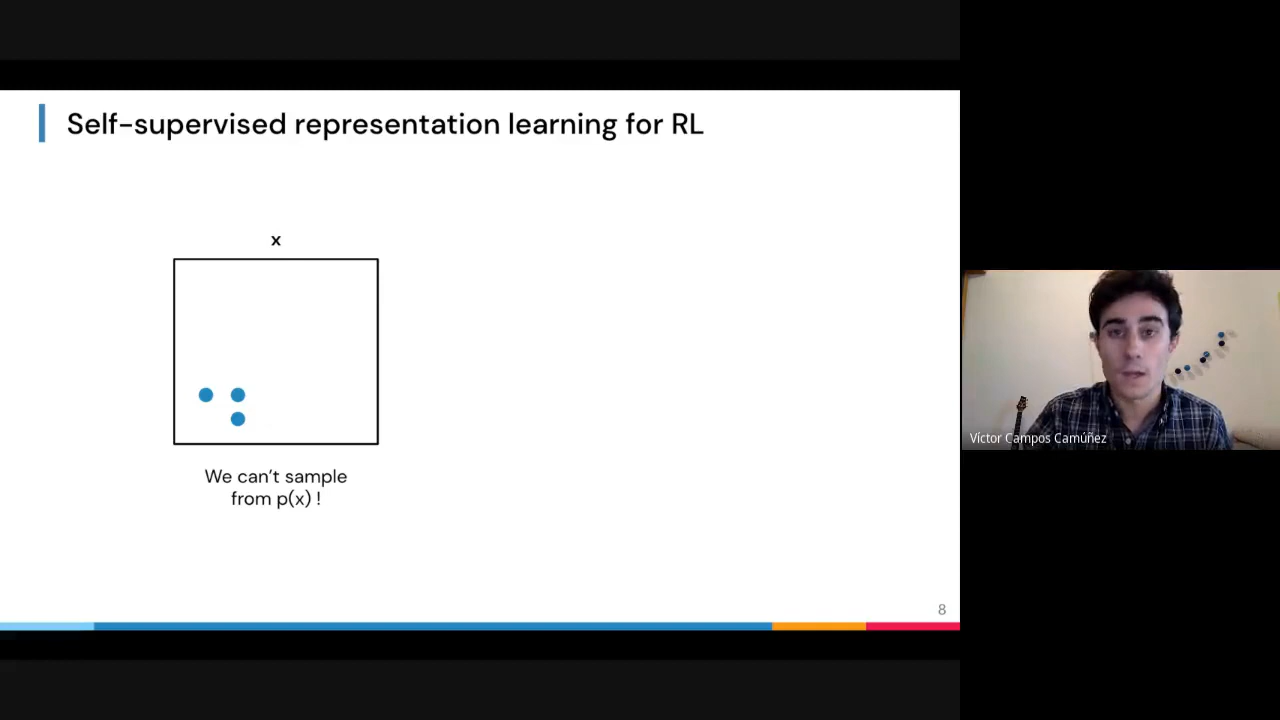 Self-supervised representation learning for RL
x
We can't sample
from p(x) !
8
Víctor Campos Camúñez